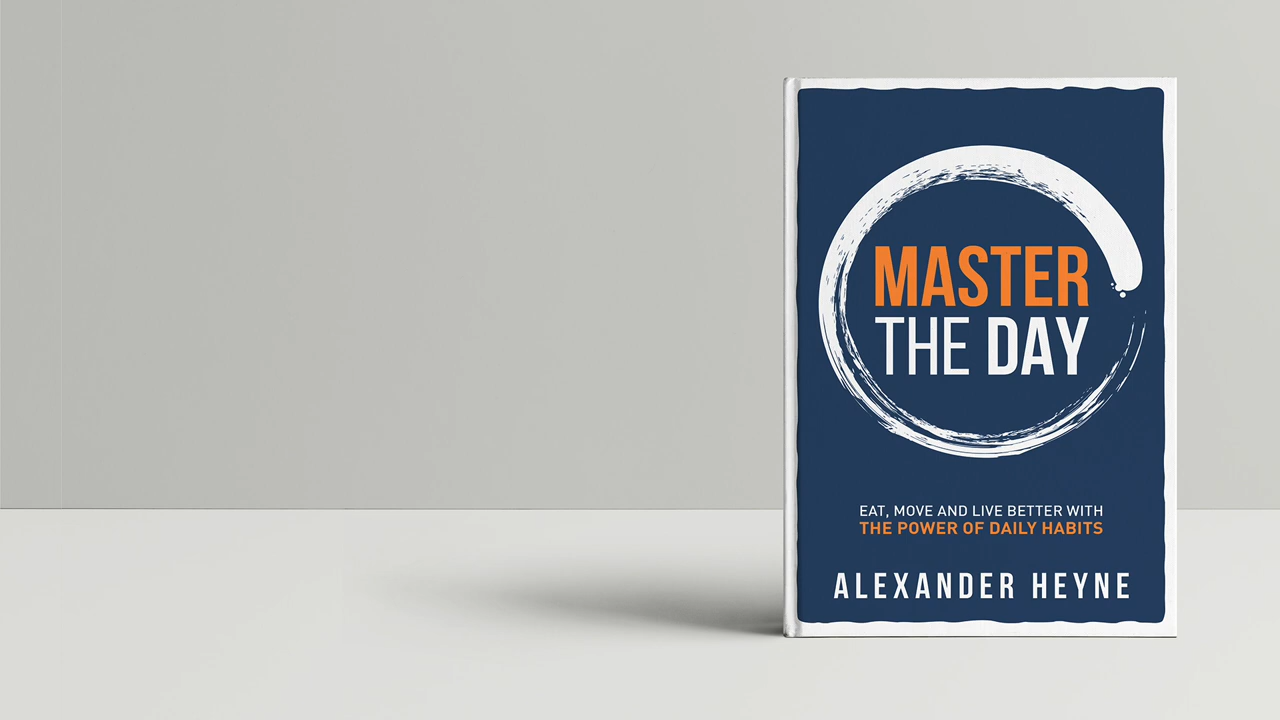 MASTER
THE DAY
EAT, MOVE AND LIVE BETTER WITH
THE POWER OF DAILY HABITS
ALEXANDER HEYNE